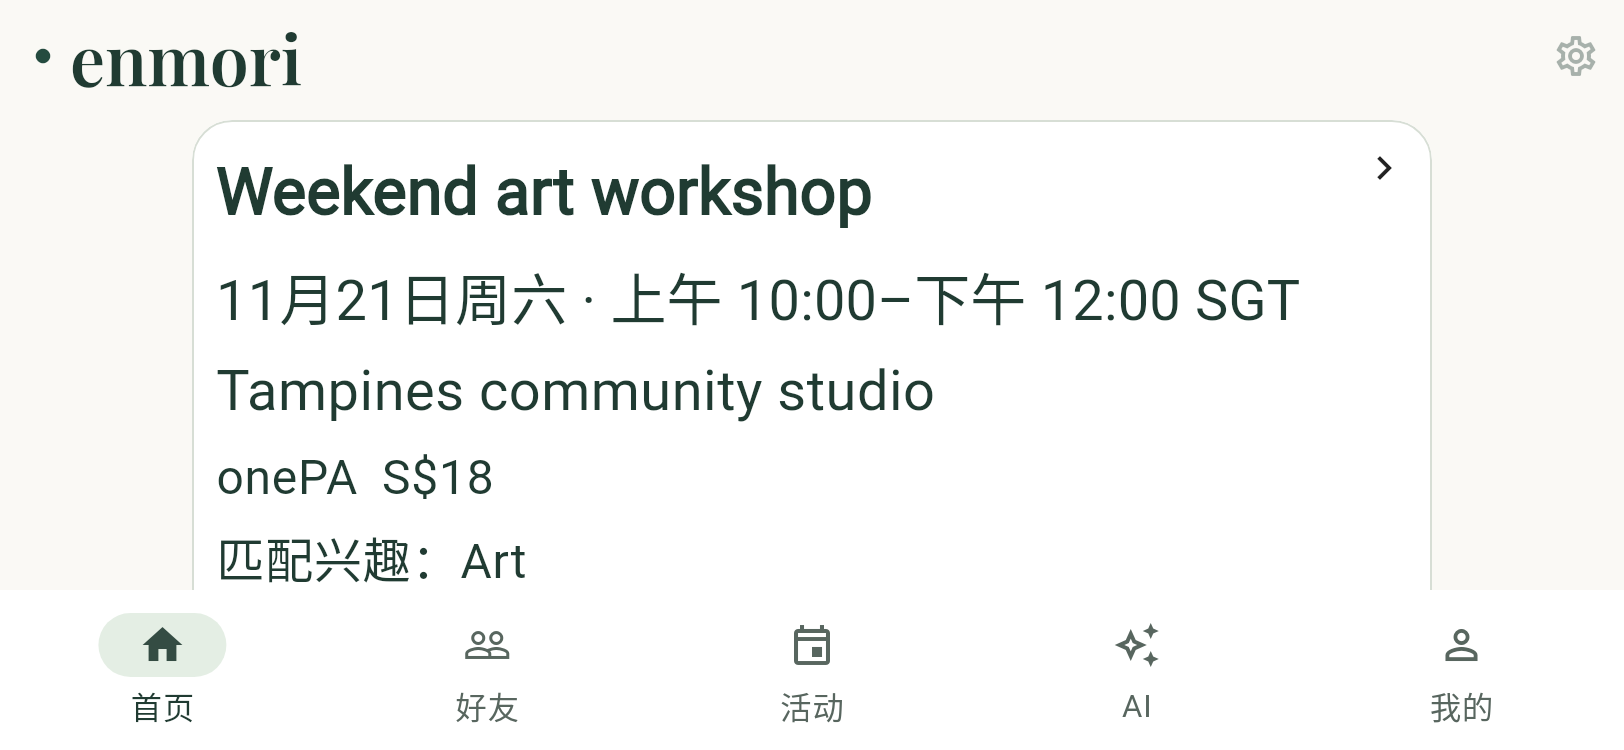 • enmori
Weekend art workshop
11月21日周六 · 上午 10:00–下午 12:00 SGT
Tampines community studio
onePA S$18
匹配兴趣：Art
首页
好友
活动
AI
我的